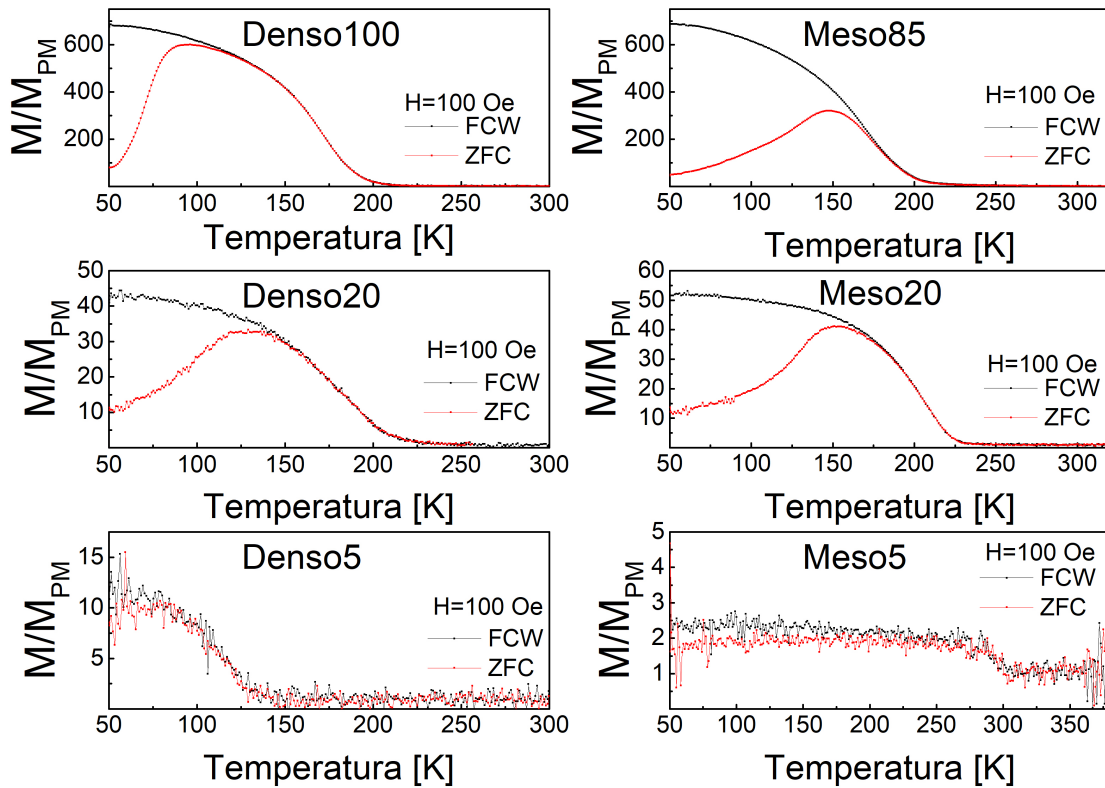 Denso100
M/M_PM
600
400
200
H=100 Oe
FCW
ZFC
50 100 150 200 250 300
Temperatura [K]
Meso85
M/M_PM
600
400
200
H=100 Oe
FCW
ZFC
50 100 150 200 250 300
Temperatura [K]
Denso20
M/M_PM
50
40
30
20
10
H=100 Oe
FCW
ZFC
50 100 150 200 250 300
Temperatura [K]
Meso20
M/M_PM
60
50
40
30
20
10
H=100 Oe
FCW
ZFC
50 100 150 200 250 300
Temperatura [K]
Denso5
M/M_PM
15
10
5
H=100 Oe
FCW
ZFC
50 100 150 200 250 300
Temperatura [K]
Meso5
M/M_PM
5
4
3
2
1
H=100 Oe
FCW
ZFC
50 100 150 200 250 300 350
Temperatura [K]